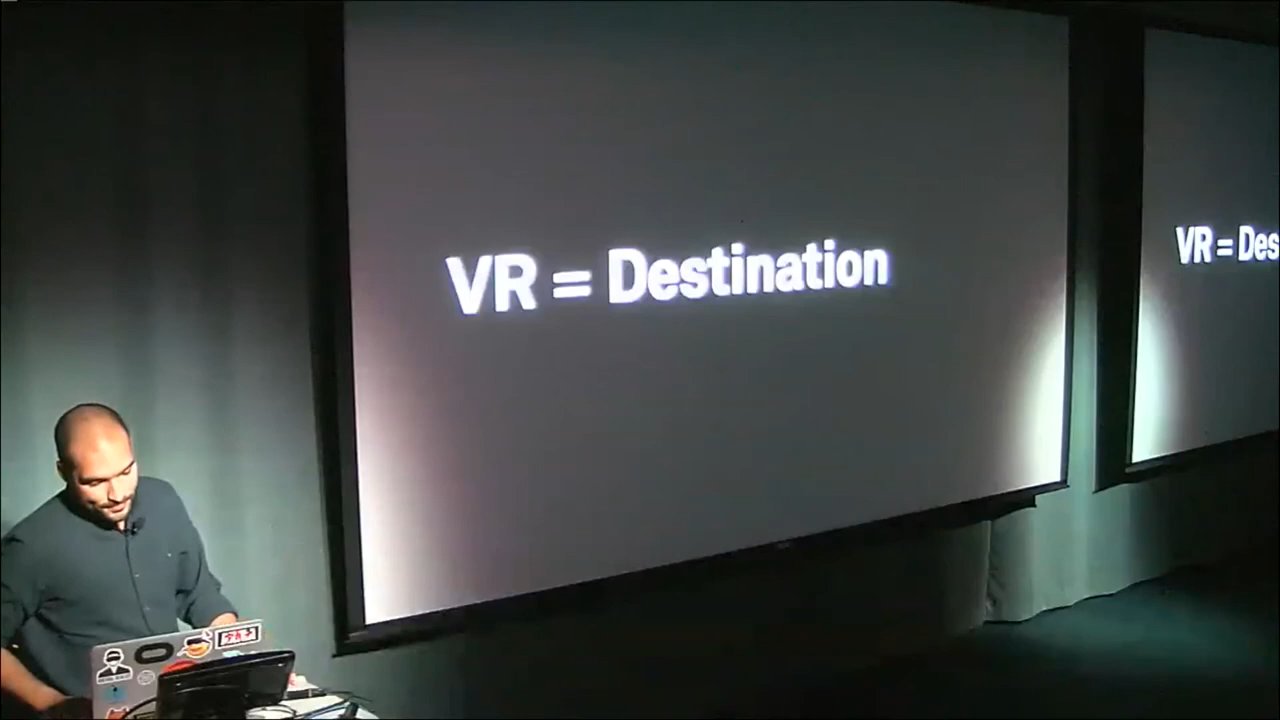 VR = Destination
VR = Des